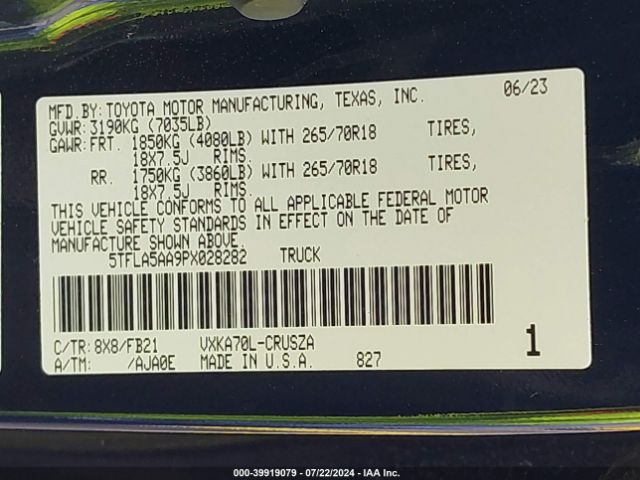 MFD.BY:TOYOTA MOTOR MANUFACTURING, TEXAS, INC. 06/23
GVWR:3190KG (7035LB)
GAWR:FRT. 1850KG (4080LB) WITH 265/70R18 TIRES,
18X7.5J RIMS.
RR. 1750KG (3860LB) WITH 265/70R18 TIRES,
18X7.5J RIMS.
THIS VEHICLE CONFORMS TO ALL APPLICABLE FEDERAL MOTOR
VEHICLE SAFETY STANDARDS IN EFFECT ON THE DATE OF
MANUFACTURE SHOWN ABOVE.
5TFLA5AA9PX028282 TRUCK
C/TR:8X8/FB21 VXKA70L-CRUSZA
A/TM: /AJA0E MADE IN U.S.A. 827 1
000-39919079 - 07/22/2024 - IAA Inc.